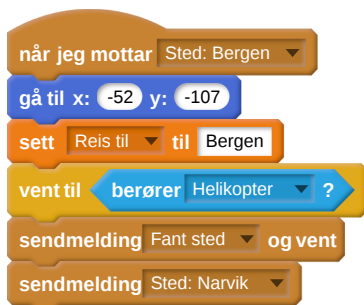 når jeg mottar Sted: Bergen
gå til x: -52 y: -107
sett Reis til til Bergen
vent til berører Helikopter ?
sendmelding Fant sted og vent
sendmelding Sted: Narvik